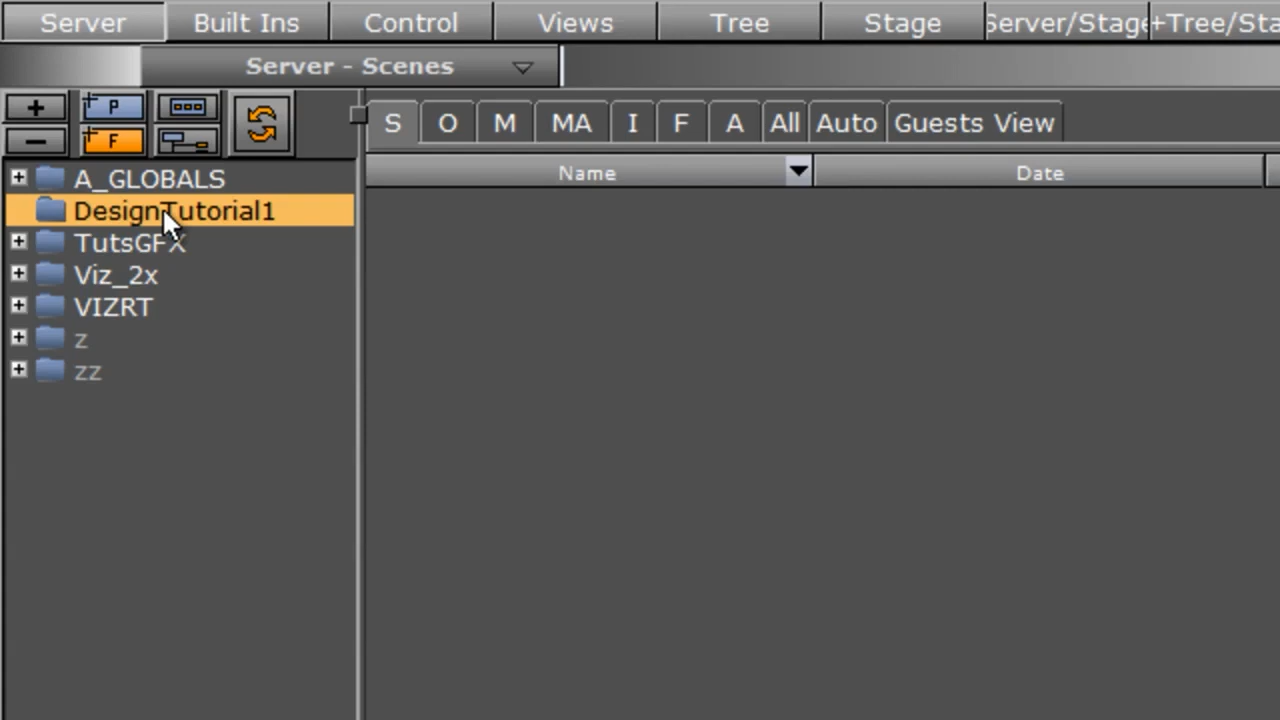 Server Built Ins Control Views Tree Stage Server/Stage +Tree/Sta
Server - Scenes
+ P
- F
S O M MA I F A All Auto Guests View
Name Date
A_GLOBALS
DesignTutorial1
TutsGFX
Viz_2x
VIZRT
z
zz